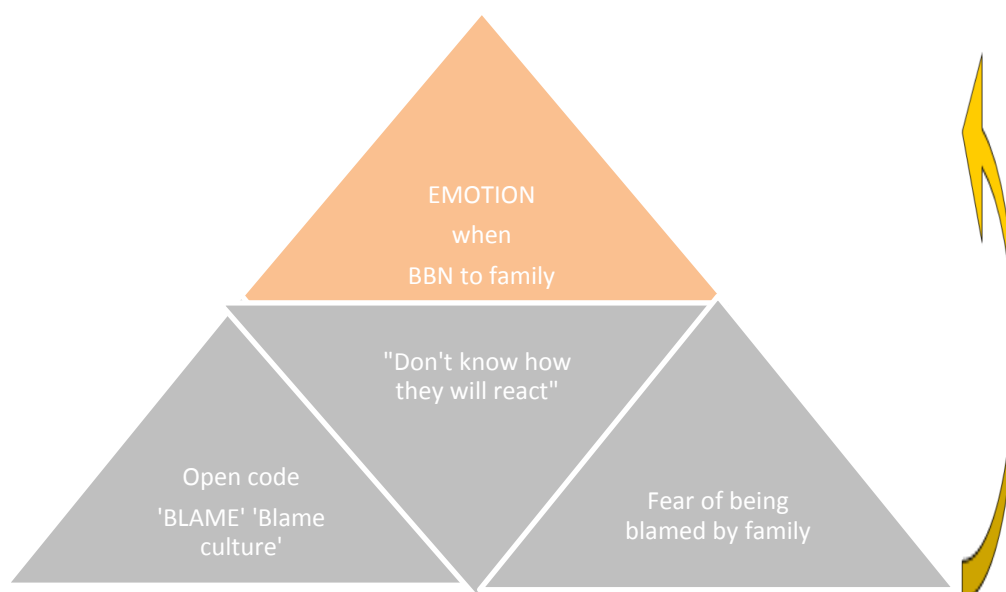 EMOTION
when
BBN to family
"Don't know how
they will react"
Open code
'BLAME' 'Blame
culture'
Fear of being
blamed by family